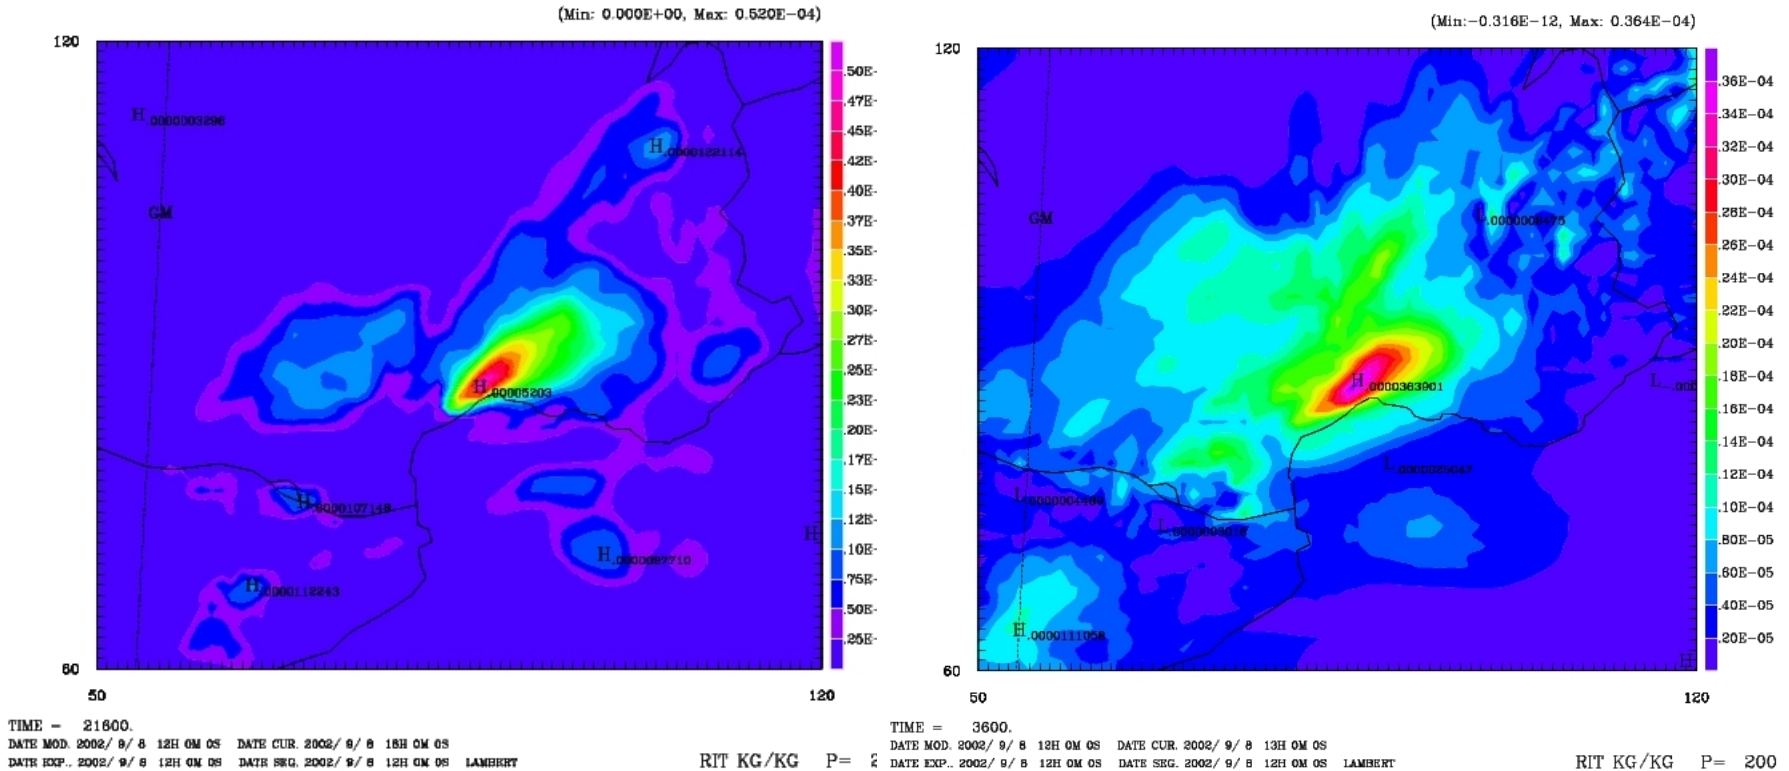 (Min: 0.000E+00, Max: 0.520E-04)
120
.50E-
.47E-
.45E-
.42E-
.40E-
.37E-
.35E-
.33E-
.30E-
.27E-
.25E-
.23E-
.20E-
.17E-
.15E-
.12E-
.10E-
.75E-
.50E-
.25E-
H .0000003296
H .0000122114
GM
H .00005203
H .0000107148
H
H .0000097710
H .0000112243
60
50
120
TIME = 21600.
DATE MOD. 2002/ 9/ 8 12H 0M 0S DATE CUR. 2002/ 9/ 8 18H 0M 0S
DATE EXP.. 2002/ 9/ 8 12H 0M 0S DATE SEG. 2002/ 9/ 8 12H 0M 0S LAMBERT
RIT KG/KG P=
(Min:-0.316E-12, Max: 0.364E-04)
120
.36E-04
.34E-04
.32E-04
.30E-04
.28E-04
.26E-04
.24E-04
.22E-04
.20E-04
.18E-04
.16E-04
.14E-04
.12E-04
.10E-04
.80E-05
.60E-05
.40E-05
.20E-05
GM
L
H .0000363901
L
L
L
L
H .0000111058
H
60
50
120
TIME = 3600.
DATE MOD. 2002/ 9/ 8 12H 0M 0S DATE CUR. 2002/ 9/ 8 13H 0M 0S
DATE EXP.. 2002/ 9/ 8 12H 0M 0S DATE SEG. 2002/ 9/ 8 12H 0M 0S LAMBERT
RIT KG/KG P= 200